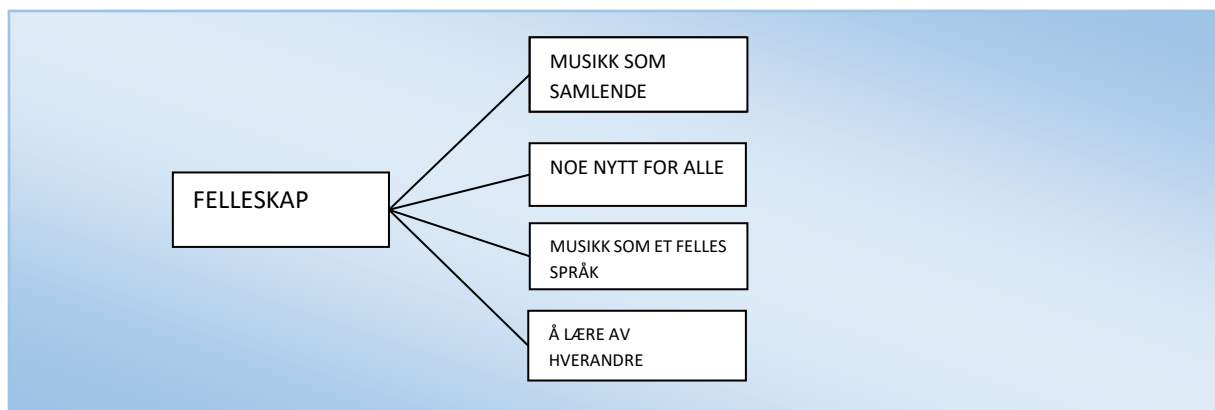 MUSIKK SOM
SAMLENDE
NOE NYTT FOR ALLE
FELLESKAP
MUSIKK SOM ET FELLES
SPRÅK
Å LÆRE AV
HVERANDRE